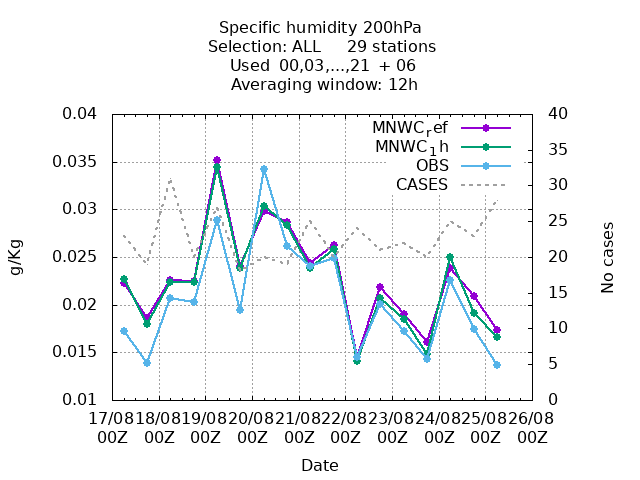 Specific humidity 200hPa
Selection: ALL 29 stations
Used 00,03,...,21 + 06
Averaging window: 12h
0.04
0.035
0.03
0.025
0.02
0.015
0.01
g/Kg
MNWC_ref
MNWC_1h
OBS
CASES
40
35
30
25
20
15
10
5
0
No cases
17/08 18/08 19/08 20/08 21/08 22/08 23/08 24/08 25/08 26/08
00Z 00Z 00Z 00Z 00Z 00Z 00Z 00Z 00Z 00Z
Date